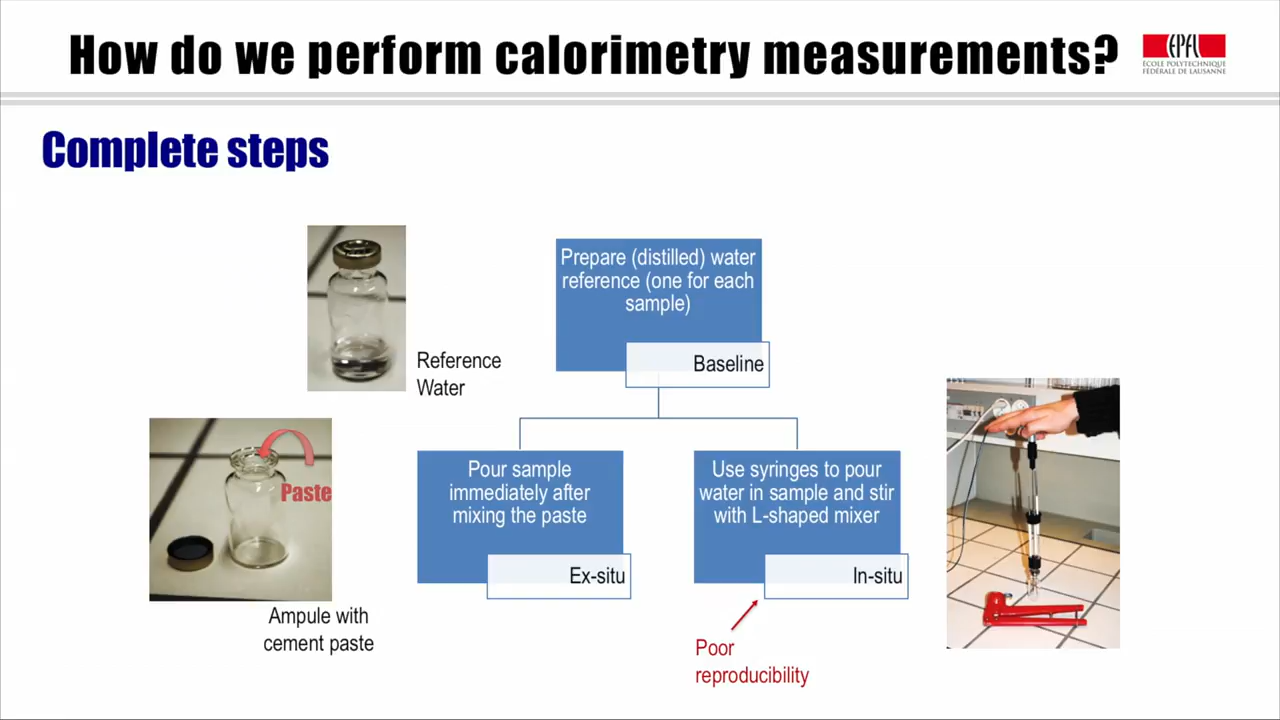 How do we perform calorimetry measurements?
EPFL
ÉCOLE POLYTECHNIQUE
FÉDÉRALE DE LAUSANNE
Complete steps
Prepare (distilled) water
reference (one for each
sample)
Baseline
Reference
Water
Paste
Ampule with
cement paste
Pour sample
immediately after
mixing the paste
Ex-situ
Use syringes to pour
water in sample and stir
with L-shaped mixer
In-situ
Poor
reproducibility